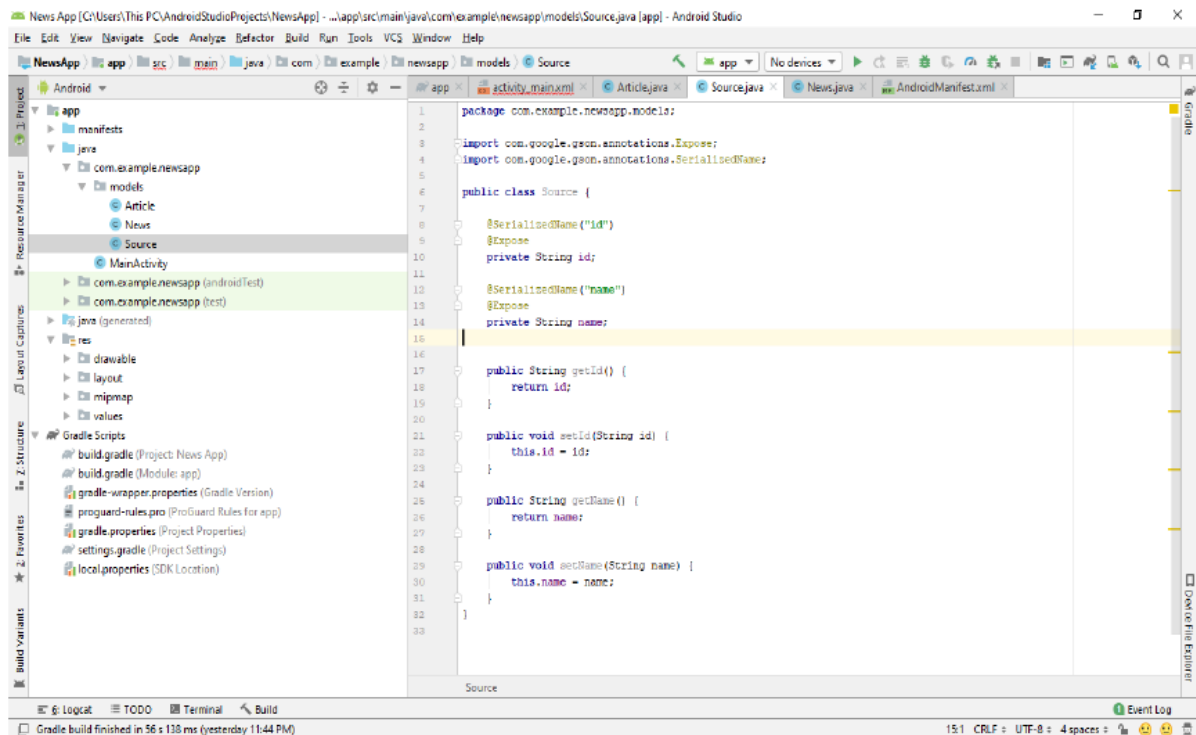 News App [C:\Users\This PC\AndroidStudioProjects\NewsApp] - ...\app\src\main\java\com\example\newsapp\models\Source.java [app] - Android Studio
File Edit View Navigate Code Analyze Refactor Build Run Tools VCS Window Help
NewsApp app src main java com example newsapp models Source app No devices
Android
app activity_main.xml Article.java Source.java News.java AndroidManifest.xml
1: Project
Resource Manager
Layout Captures
Z: Structure
2: Favorites
Build Variants
app
manifests
java
com.example.newsapp
models
Article
News
Source
MainActivity
com.example.newsapp (androidTest)
com.example.newsapp (test)
java (generated)
res
drawable
layout
mipmap
values
Gradle Scripts
build.gradle (Project: News App)
build.gradle (Module: app)
gradle-wrapper.properties (Gradle Version)
proguard-rules.pro (ProGuard Rules for app)
gradle.properties (Project Properties)
settings.gradle (Project Settings)
local.properties (SDK Location)
1 package com.example.newsapp.models;
2
3 import com.google.gson.annotations.Expose;
4 import com.google.gson.annotations.SerializedName;
5
6 public class Source {
7
8 @SerializedName("id")
9 @Expose
10 private String id;
11
12 @SerializedName("name")
13 @Expose
14 private String name;
15
16
17 public String getId() {
18 return id;
19 }
20
21 public void setId(String id) {
22 this.id = id;
23 }
24
25 public String getName() {
26 return name;
27 }
28
29 public void setName(String name) {
30 this.name = name;
31 }
32 }
33
Source
Gradle
Device File Explorer
6: Logcat TODO Terminal Build Event Log
Gradle build finished in 56 s 138 ms (yesterday 11:44 PM) 15:1 CRLF UTF-8 4 spaces